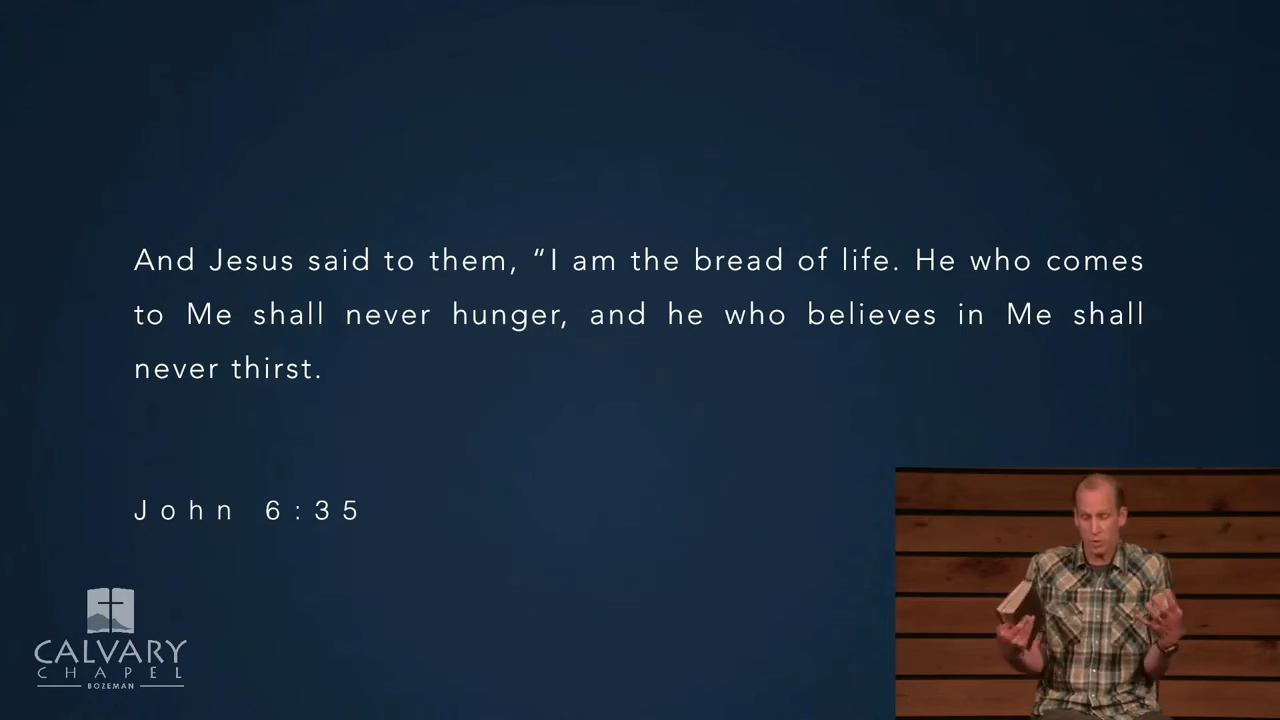 And Jesus said to them, “I am the bread of life. He who comes
to Me shall never hunger, and he who believes in Me shall
never thirst.
John 6:35
CALVARY
CHAPEL
BOZEMAN